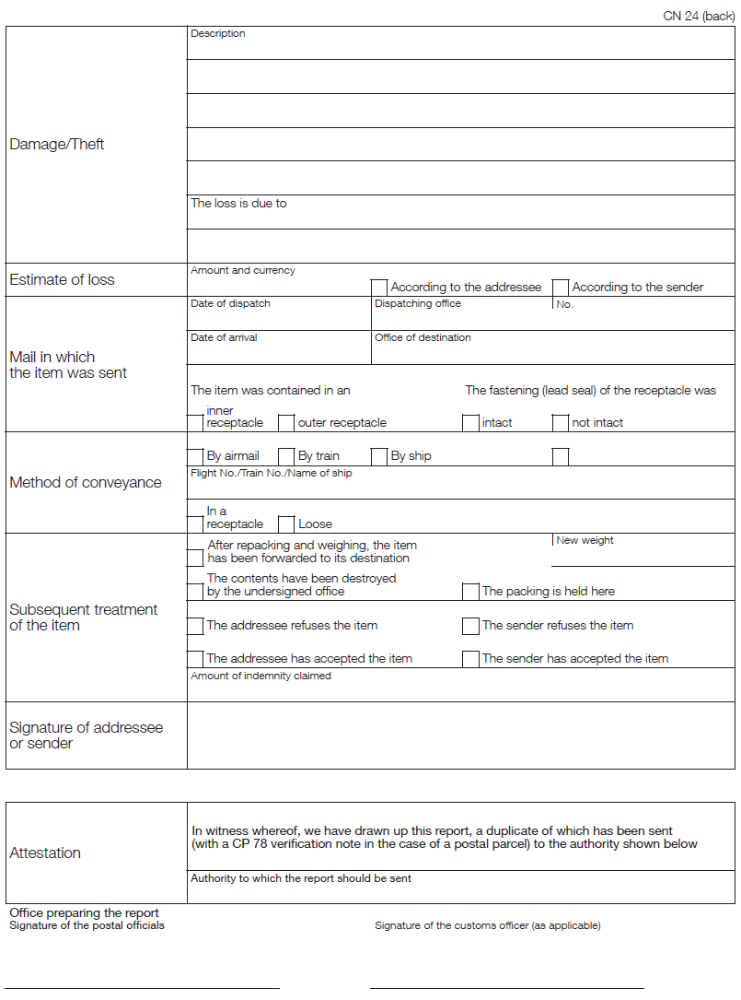 CN 24 (back)
Description
Damage/Theft
The loss is due to
Estimate of loss
Amount and currency
According to the addressee
According to the sender
Mail in which
the item was sent
Date of dispatch
Dispatching office
No.
Date of arrival
Office of destination
The item was contained in an
The fastening (lead seal) of the receptacle was
inner
receptacle
outer receptacle
intact
not intact
Method of conveyance
By airmail
By train
By ship
Flight No./Train No./Name of ship
In a
receptacle
Loose
Subsequent treatment
of the item
After repacking and weighing, the item
has been forwarded to its destination
New weight
The contents have been destroyed
by the undersigned office
The packing is held here
The addressee refuses the item
The sender refuses the item
The addressee has accepted the item
The sender has accepted the item
Amount of indemnity claimed
Signature of addressee
or sender
Attestation
In witness whereof, we have drawn up this report, a duplicate of which has been sent
(with a CP 78 verification note in the case of a postal parcel) to the authority shown below
Authority to which the report should be sent
Office preparing the report
Signature of the postal officials
Signature of the customs officer (as applicable)